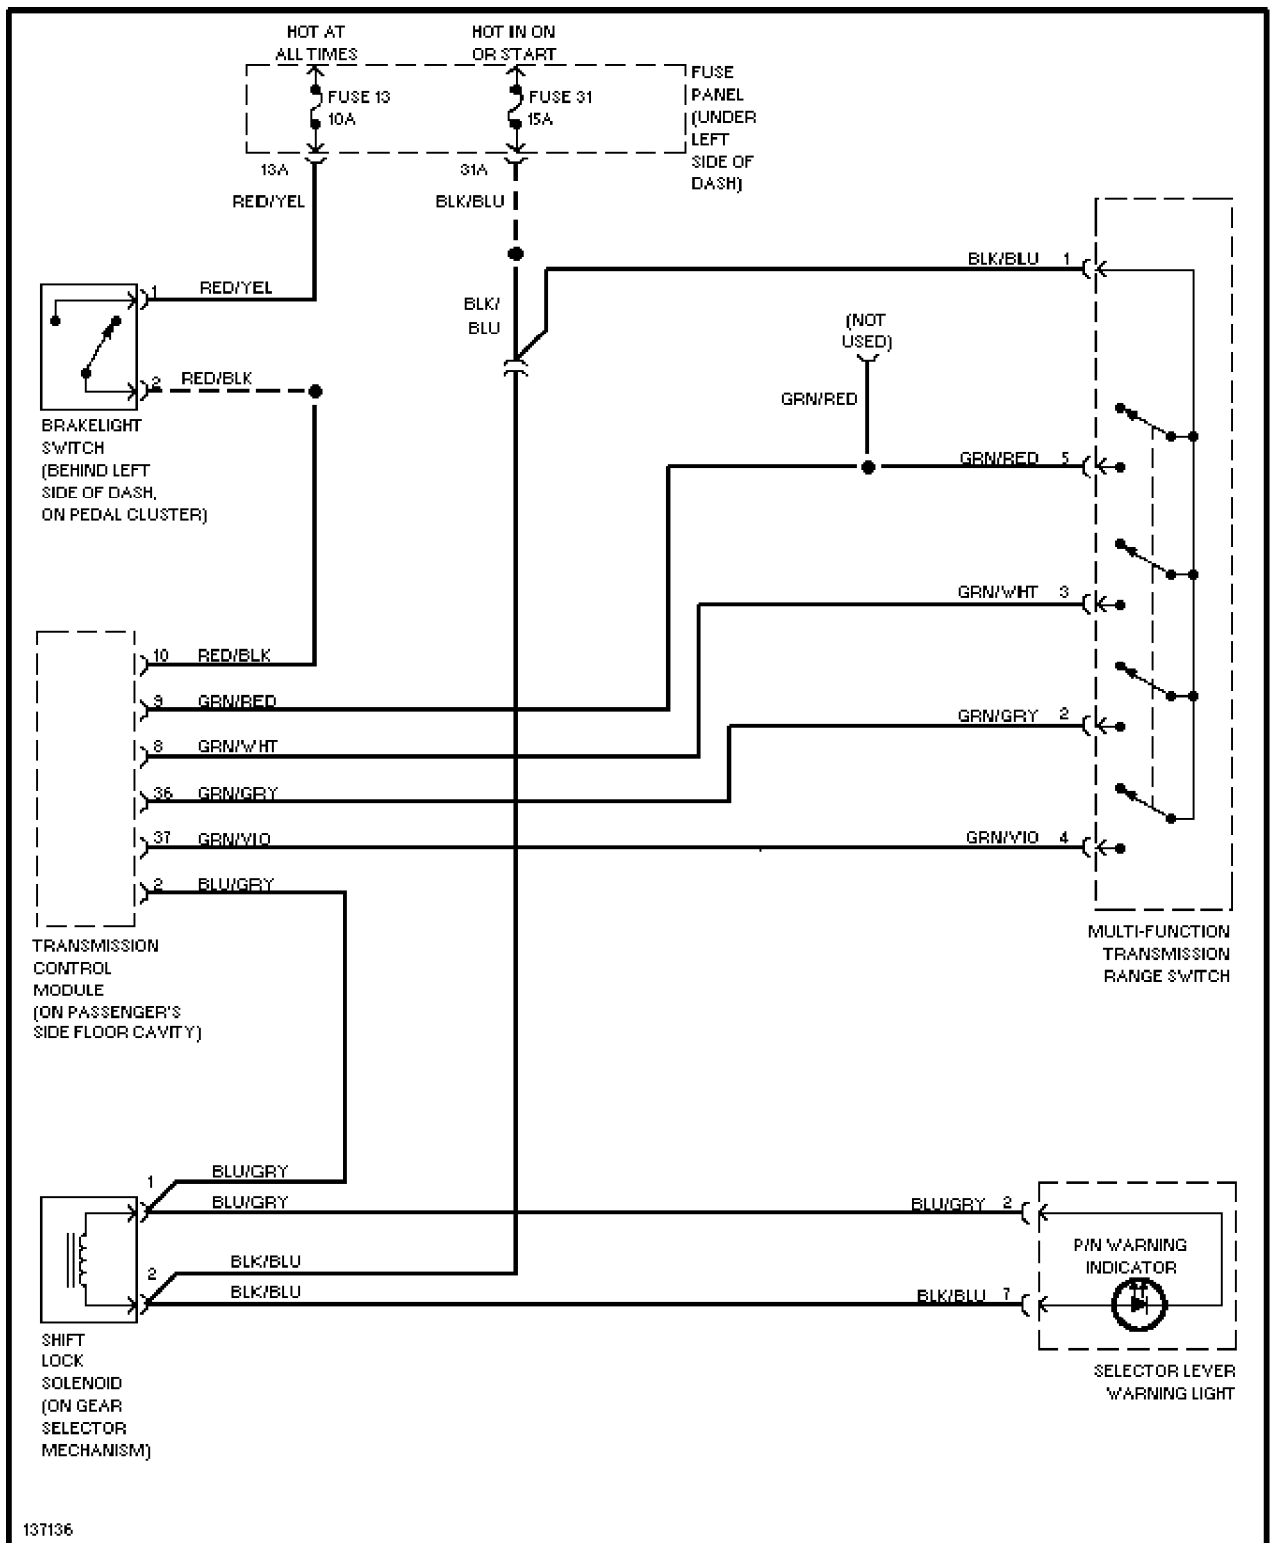 HOT AT
ALL TIMES
HOT IN ON
OR START
FUSE 13
10A
FUSE 31
15A
FUSE
PANEL
(UNDER
LEFT
SIDE OF
DASH)
13A
31A
RED/YEL
BLK/BLU
BLK/BLU 1
RED/YEL
1
BLK/
BLU
(NOT
USED)
2 RED/BLK
GRN/RED
BRAKELIGHT
SWITCH
(BEHIND LEFT
SIDE OF DASH,
ON PEDAL CLUSTER)
GRN/RED 5
GRN/WHT 3
10 RED/BLK
9 GRN/RED
GRN/GRY 2
8 GRN/WHT
36 GRN/GRY
37 GRN/VIO
GRN/VIO 4
2 BLU/GRY
TRANSMISSION
CONTROL
MODULE
(ON PASSENGER'S
SIDE FLOOR CAVITY)
MULTI-FUNCTION
TRANSMISSION
RANGE SWITCH
1 BLU/GRY
BLU/GRY
BLU/GRY 2
P/N WARNING
INDICATOR
2 BLK/BLU
BLK/BLU
BLK/BLU 7
SHIFT
LOCK
SOLENOID
(ON GEAR
SELECTOR
MECHANISM)
SELECTOR LEVER
WARNING LIGHT
137136